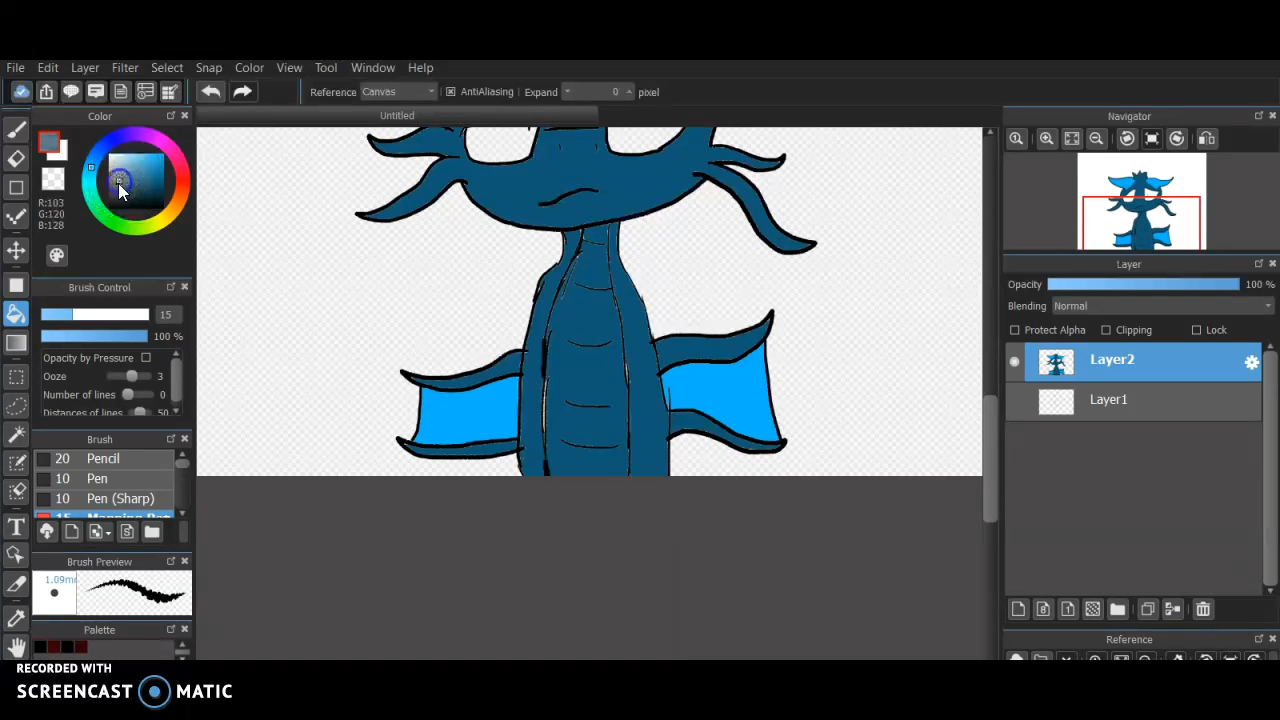 File Edit Layer Filter Select Snap Color View Tool Window Help
Reference Canvas AntiAliasing Expand 0 pixel
Color
Untitled
Navigator
R:103
G:120
B:128
Layer
Opacity 100 %
Brush Control
Blending Normal
15
Protect Alpha Clipping Lock
100 %
Opacity by Pressure
Layer2
Ooze 3
Number of lines 0
Layer1
Distances of lines 50
Brush
20 Pencil
10 Pen
10 Pen (Sharp)
15
Brush Preview
Palette
Reference
RECORDED WITH
SCREENCAST MATIC